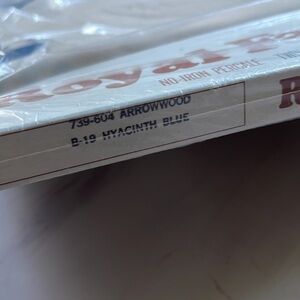 Royal
NO-IRON PERCALE
739-604 ARROWWOOD
B-19 HYACINTH BLUE
R